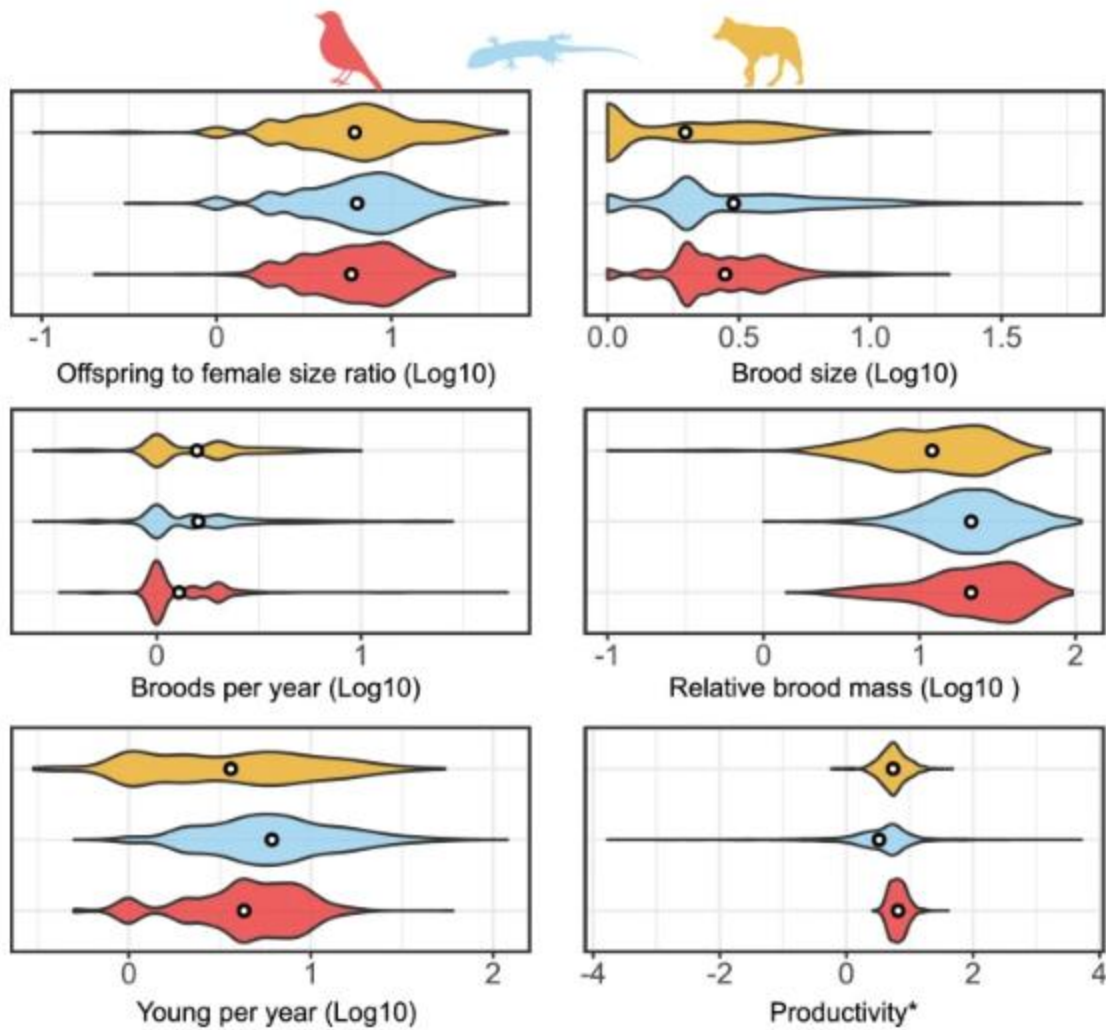 -1 0 1
Offspring to female size ratio (Log10)
0.0 0.5 1.0 1.5
Brood size (Log10)
0 1
Broods per year (Log10)
-1 0 1 2
Relative brood mass (Log10 )
0 1 2
Young per year (Log10)
-4 -2 0 2 4
Productivity*